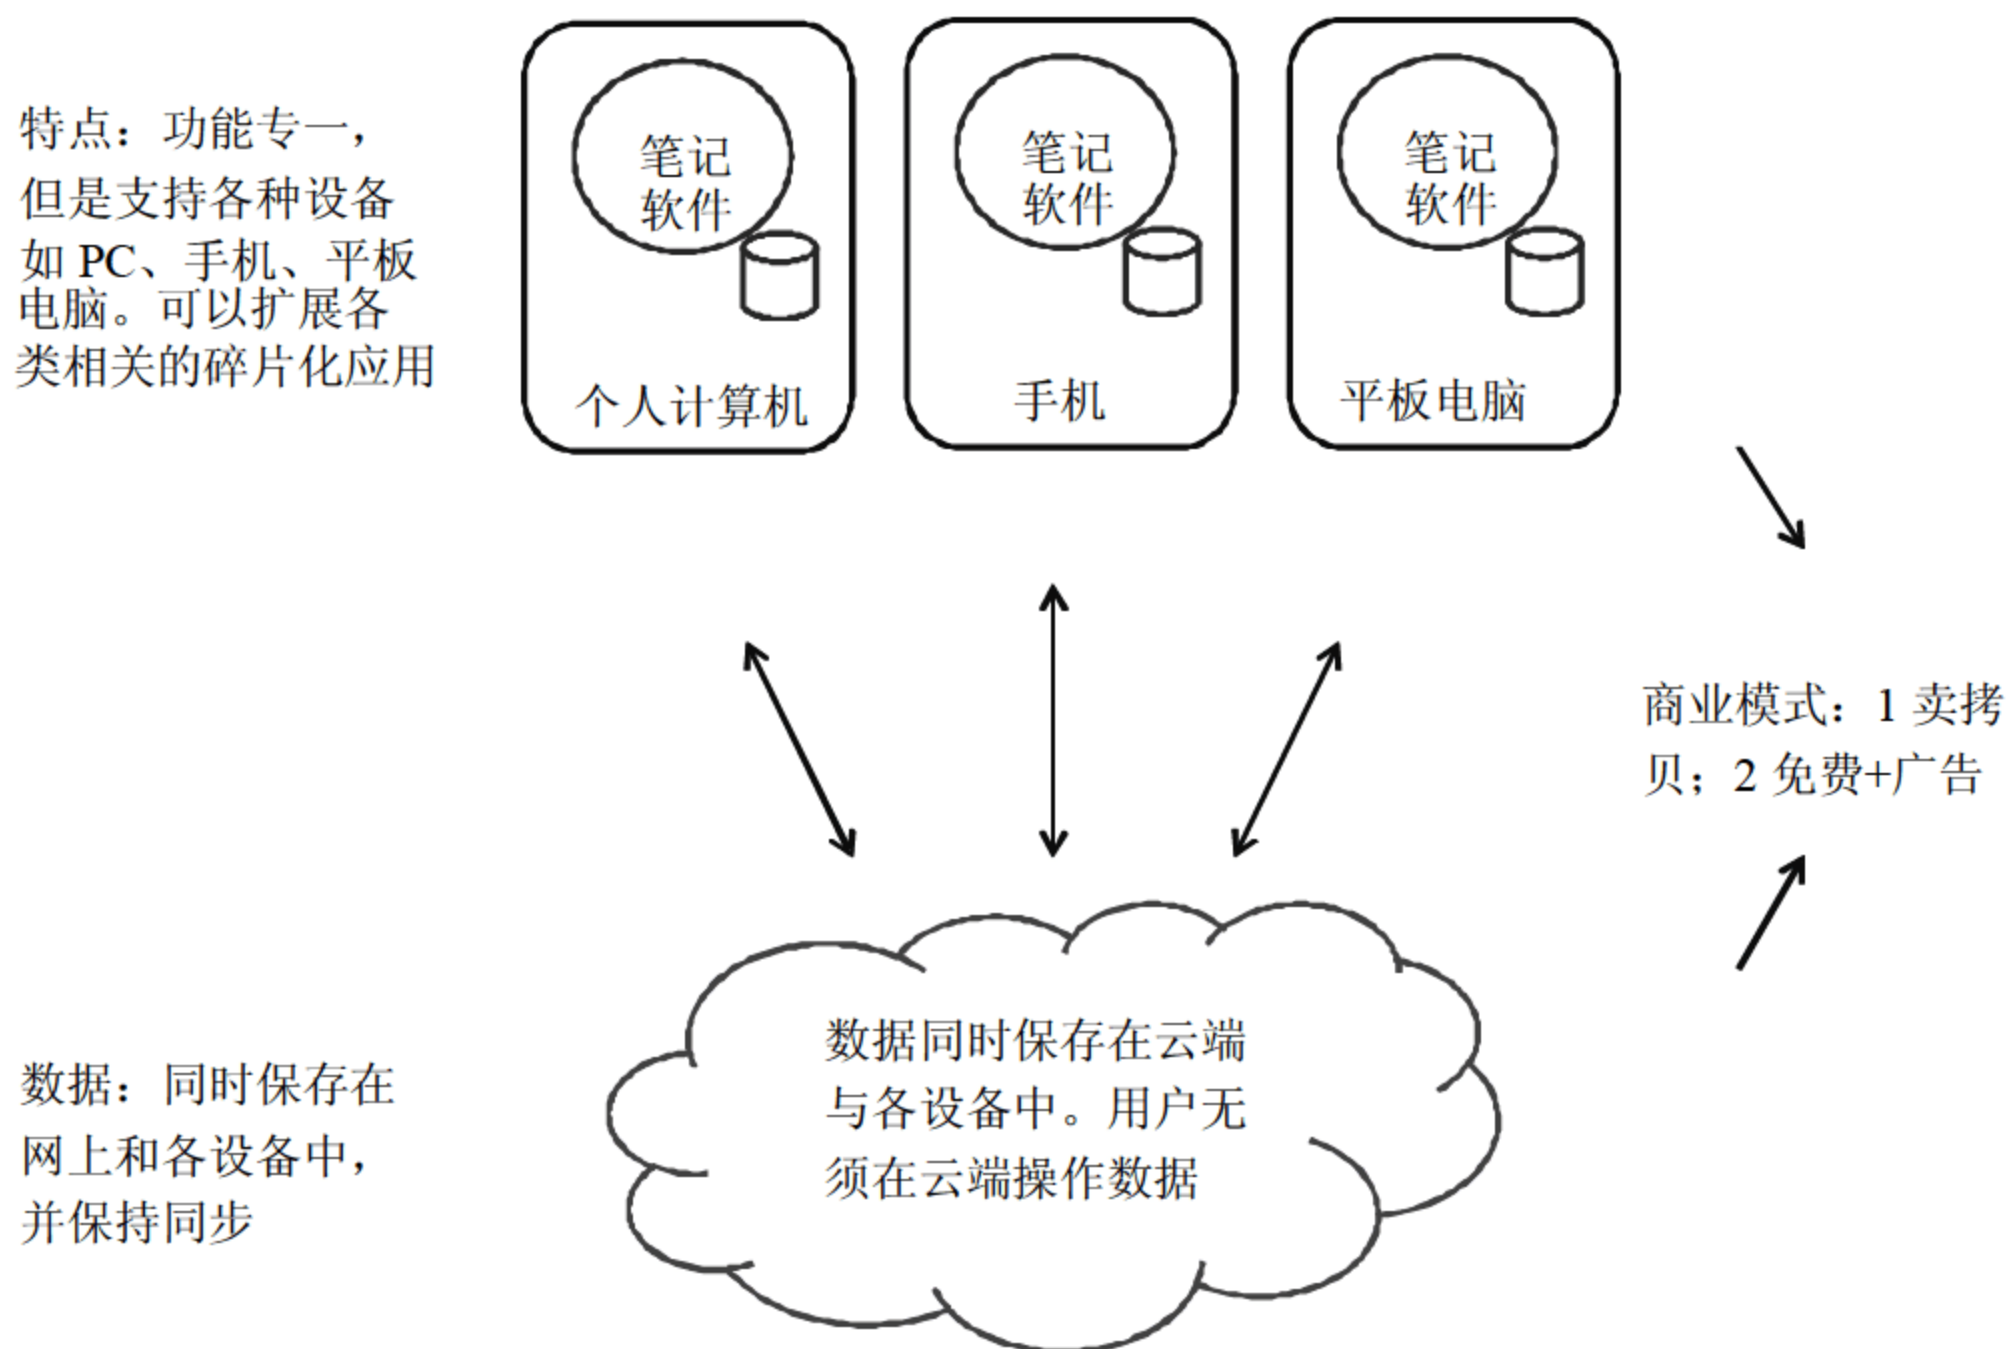 特点：功能专一，
但是支持各种设备
如 PC、手机、平板
电脑。可以扩展各
类相关的碎片化应用
笔记
软件
个人计算机
笔记
软件
手机
笔记
软件
平板电脑
商业模式：1 卖拷
贝；2 免费+广告
数据：同时保存在
网上和各设备中，
并保持同步
数据同时保存在云端
与各设备中。用户无
须在云端操作数据